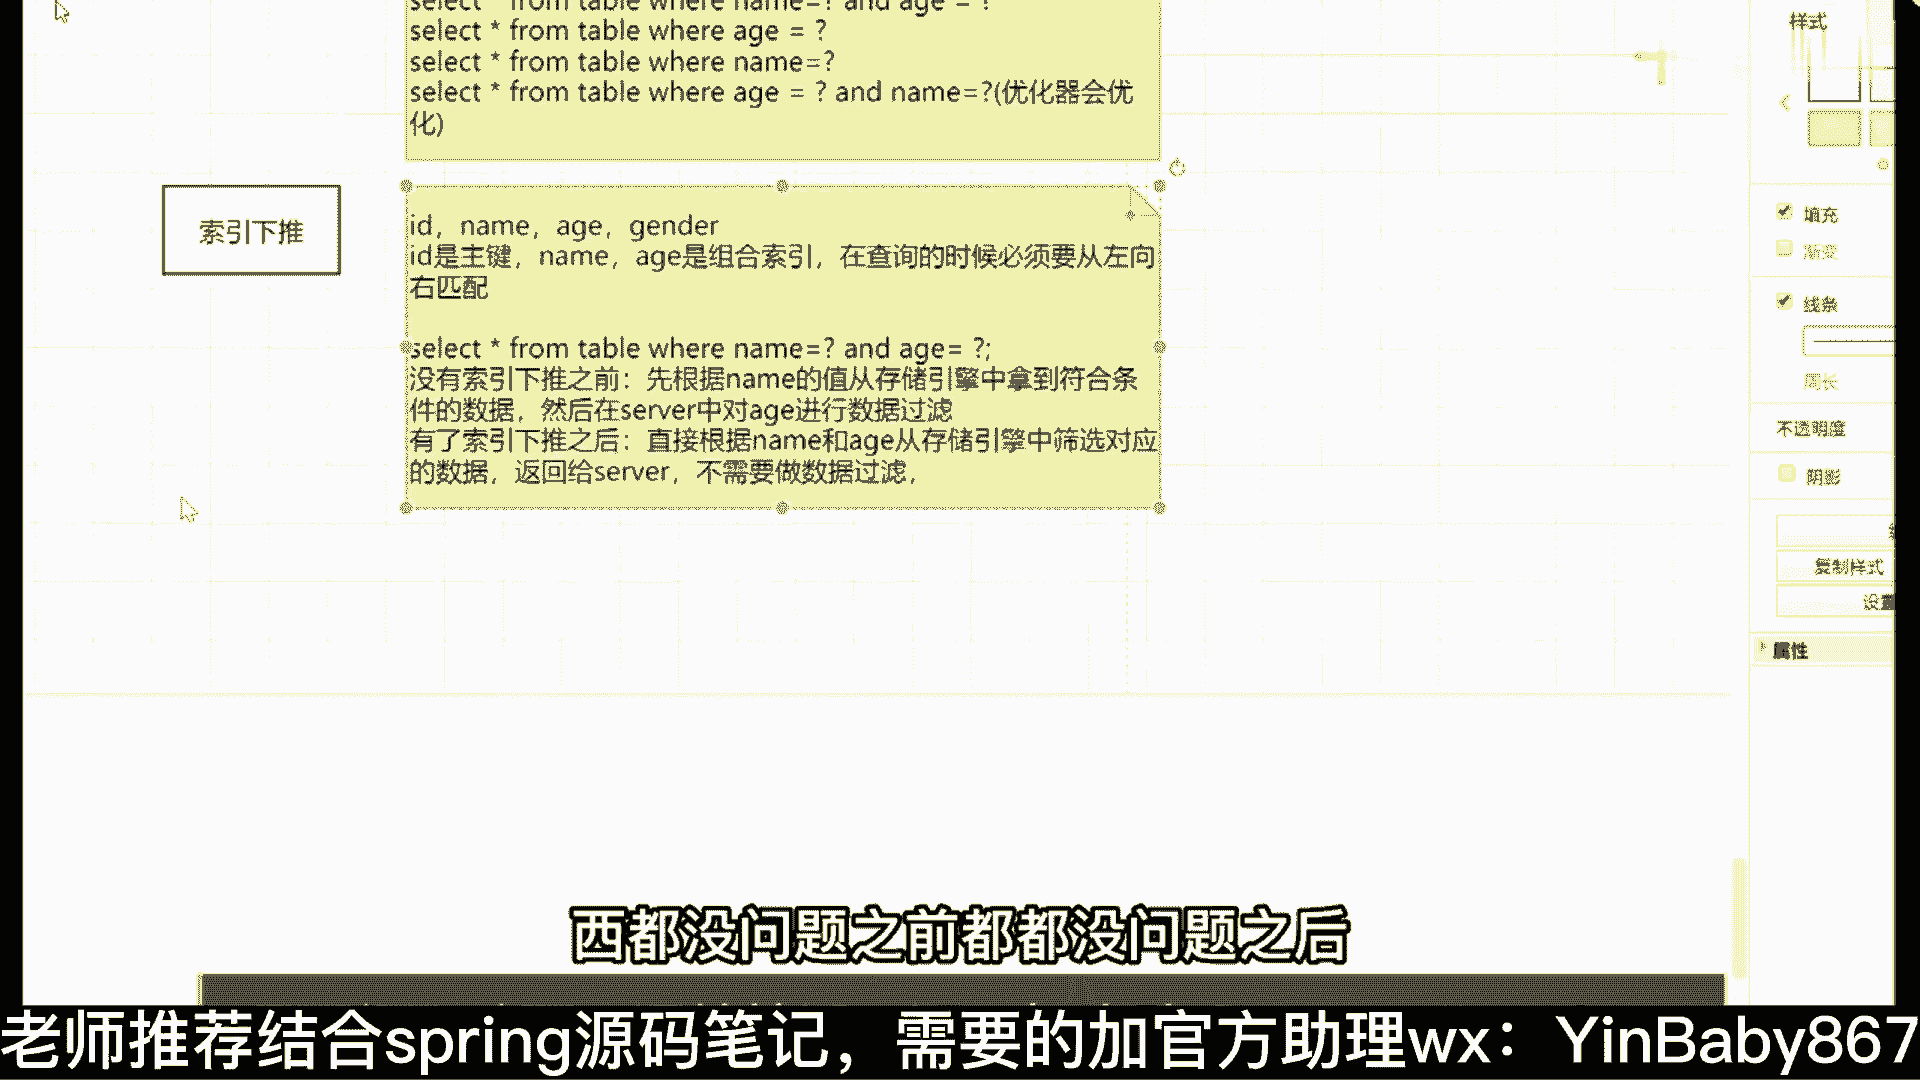 select * from table where name=? and age = ?
select * from table where age = ?
select * from table where name=?
select * from table where age = ? and name=?(优化器会优
化)
索引下推
id，name，age，gender
id是主键，name，age是组合索引，在查询的时候必须要从左向
右匹配
select * from table where name=? and age= ?;
没有索引下推之前：先根据name的值从存储引擎中拿到符合条
件的数据，然后在server中对age进行数据过滤
有了索引下推之后：直接根据name和age从存储引擎中筛选对应
的数据，返回给server，不需要做数据过滤，
样式
填充
渐变
线条
周长
不透明度
阴影
复制样式
设置
属性
西都没问题之前都都没问题之后
老师推荐结合spring源码笔记，需要的加官方助理wx：YinBaby867